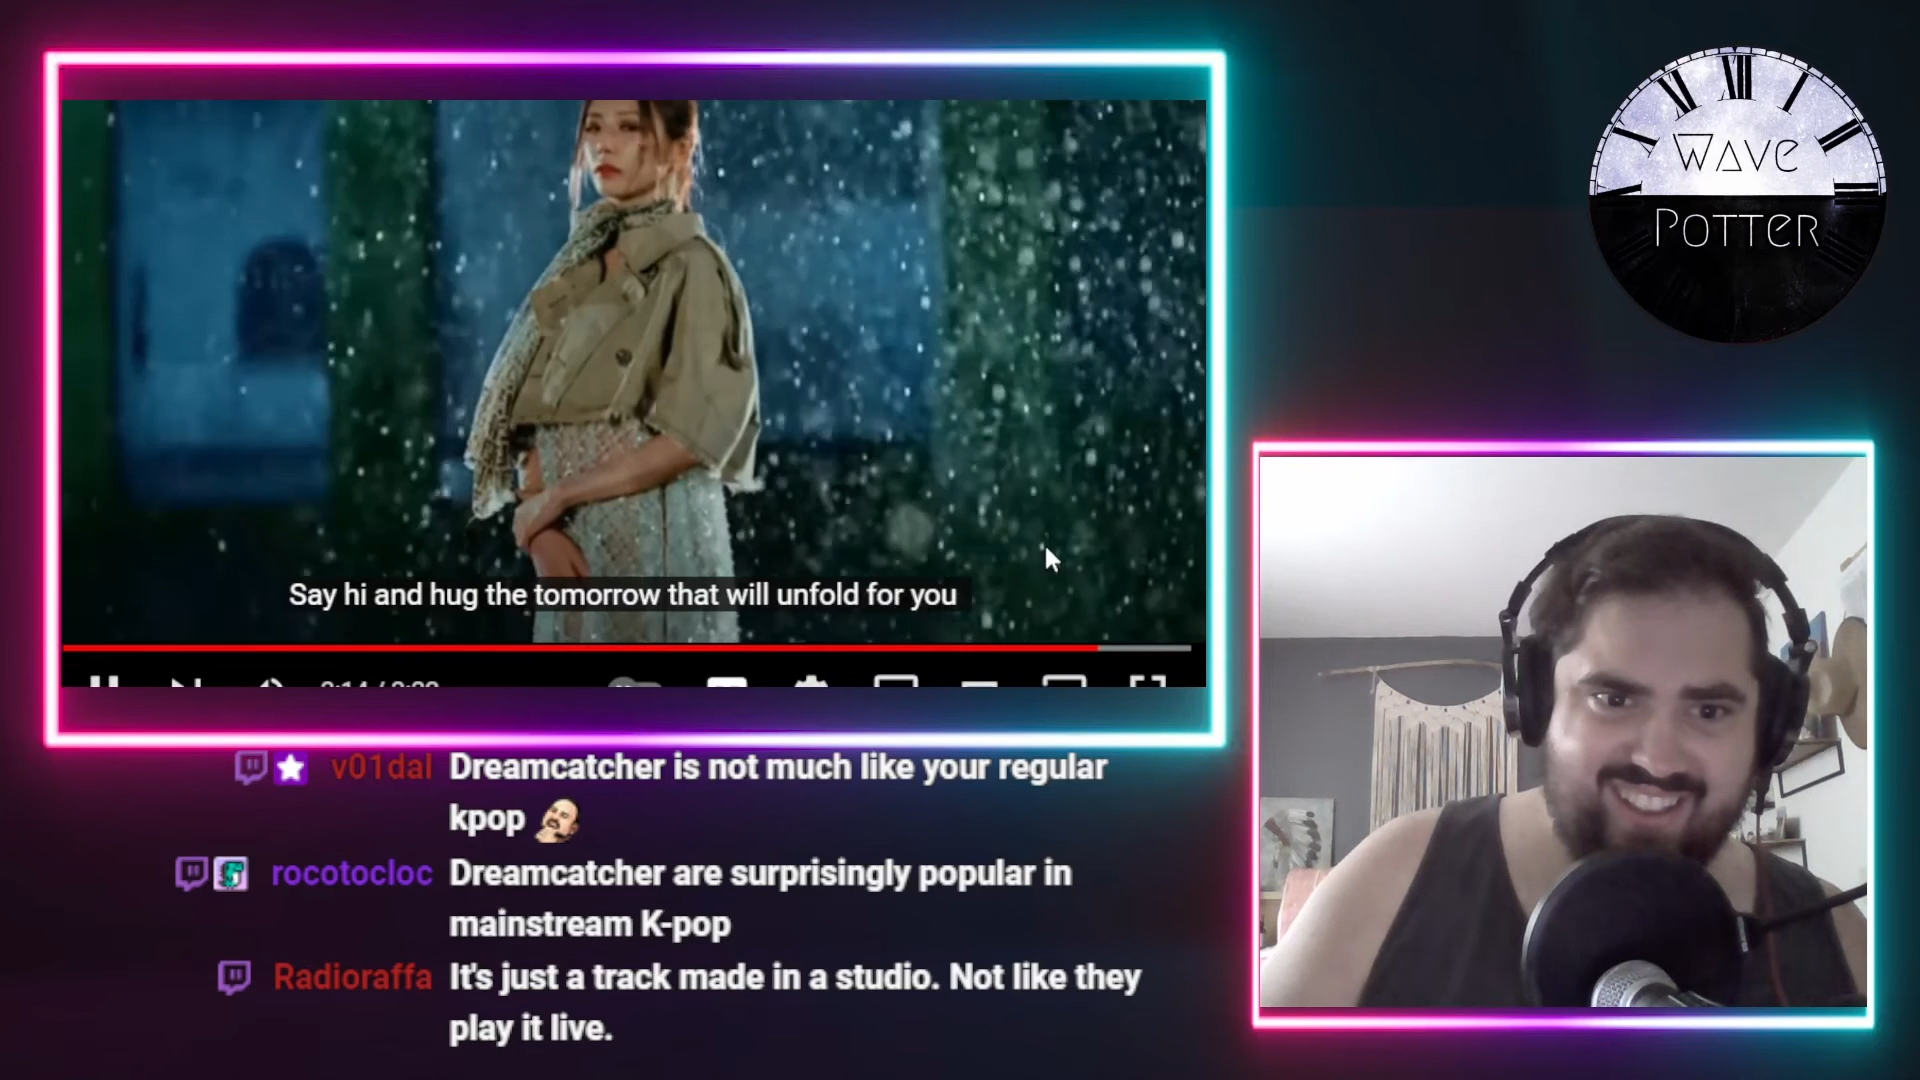 Wave
Potter
Say hi and hug the tomorrow that will unfold for you
v01dal Dreamcatcher is not much like your regular
kpop
rocotocloc Dreamcatcher are surprisingly popular in
mainstream K-pop
Radioraffa It's just a track made in a studio. Not like they
play it live.